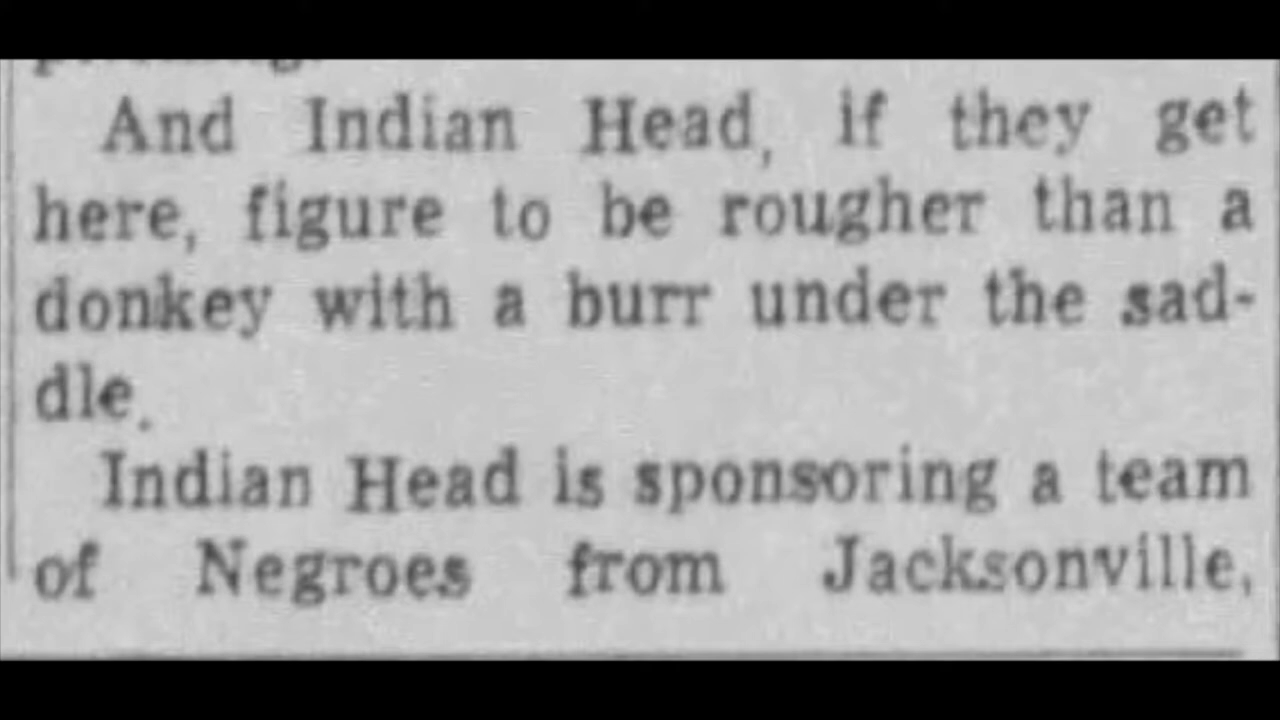 And Indian Head, if they get
here, figure to be rougher than a
donkey with a burr under the sad-
dle.
Indian Head is sponsoring a team
of Negroes from Jacksonville,